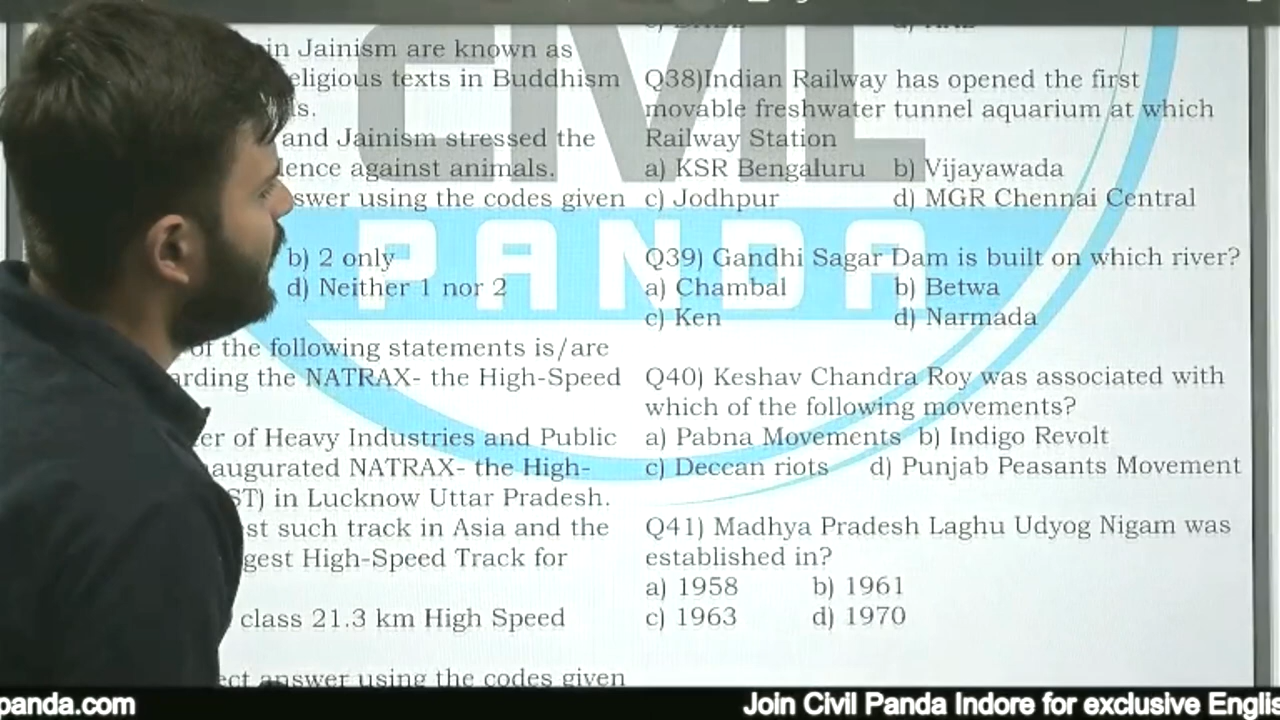 in Jainism are known as
eligious texts in Buddhism
ls.
and Jainism stressed the
lence against animals.
swer using the codes given
b) 2 only
d) Neither 1 nor 2
of the following statements is/are
arding the NATRAX- the High-Speed
er of Heavy Industries and Public
augurated NATRAX- the High-
ST) in Lucknow Uttar Pradesh.
st such track in Asia and the
gest High-Speed Track for
class 21.3 km High Speed
ect answer using the codes given
Q38)Indian Railway has opened the first
movable freshwater tunnel aquarium at which
Railway Station
a) KSR Bengaluru b) Vijayawada
c) Jodhpur d) MGR Chennai Central
Q39) Gandhi Sagar Dam is built on which river?
a) Chambal b) Betwa
c) Ken d) Narmada
Q40) Keshav Chandra Roy was associated with
which of the following movements?
a) Pabna Movements b) Indigo Revolt
c) Deccan riots d) Punjab Peasants Movement
Q41) Madhya Pradesh Laghu Udyog Nigam was
established in?
a) 1958 b) 1961
c) 1963 d) 1970
CIVIL
PANDA
panda.com
Join Civil Panda Indore for exclusive Englis